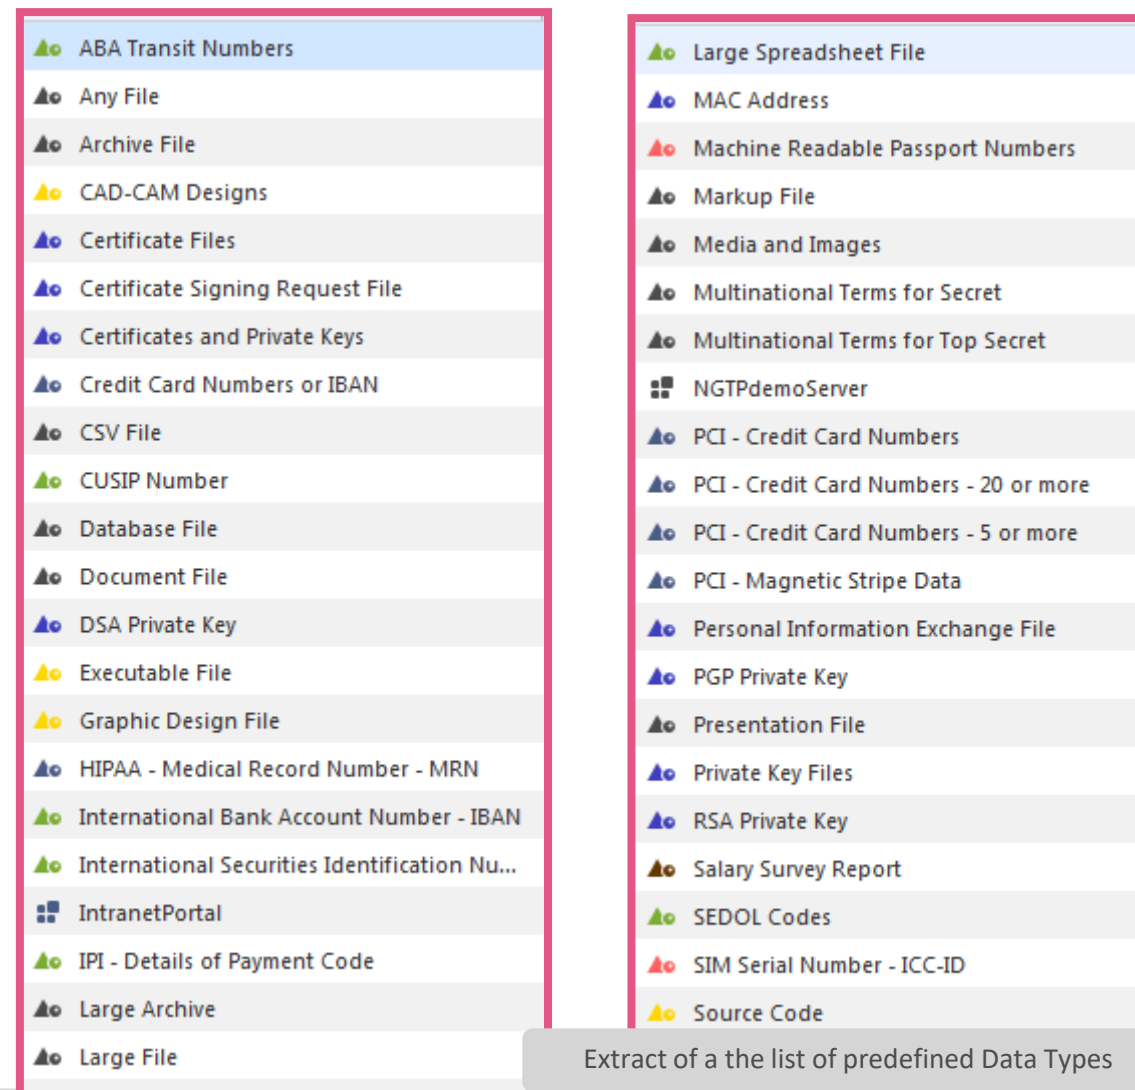 ABA Transit Numbers
Any File
Archive File
CAD-CAM Designs
Certificate Files
Certificate Signing Request File
Certificates and Private Keys
Credit Card Numbers or IBAN
CSV File
CUSIP Number
Database File
Document File
DSA Private Key
Executable File
Graphic Design File
HIPAA - Medical Record Number - MRN
International Bank Account Number - IBAN
International Securities Identification Nu...
IntranetPortal
IPI - Details of Payment Code
Large Archive
Large File
Large Spreadsheet File
MAC Address
Machine Readable Passport Numbers
Markup File
Media and Images
Multinational Terms for Secret
Multinational Terms for Top Secret
NGTPdemoServer
PCI - Credit Card Numbers
PCI - Credit Card Numbers - 20 or more
PCI - Credit Card Numbers - 5 or more
PCI - Magnetic Stripe Data
Personal Information Exchange File
PGP Private Key
Presentation File
Private Key Files
RSA Private Key
Salary Survey Report
SEDOL Codes
SIM Serial Number - ICC-ID
Source Code
Extract of a the list of predefined Data Types